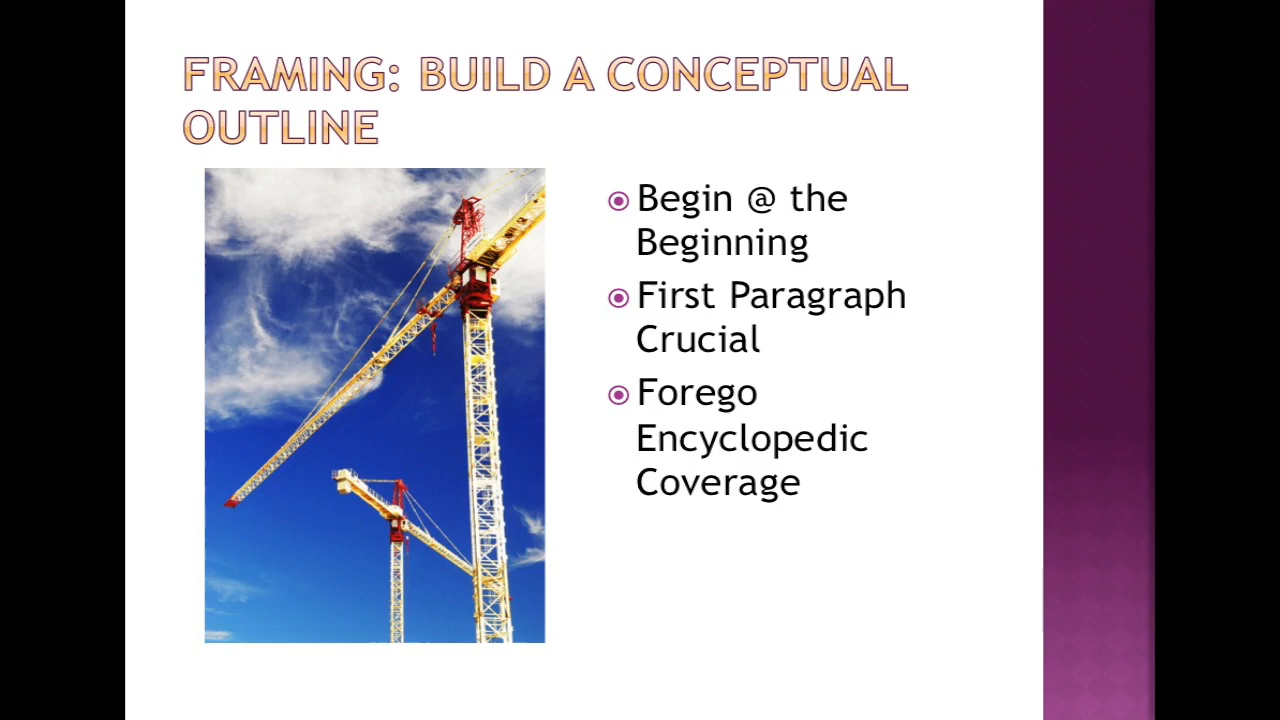 FRAMING: BUILD A CONCEPTUAL
OUTLINE
Begin @ the
Beginning
First Paragraph
Crucial
Forego
Encyclopedic
Coverage